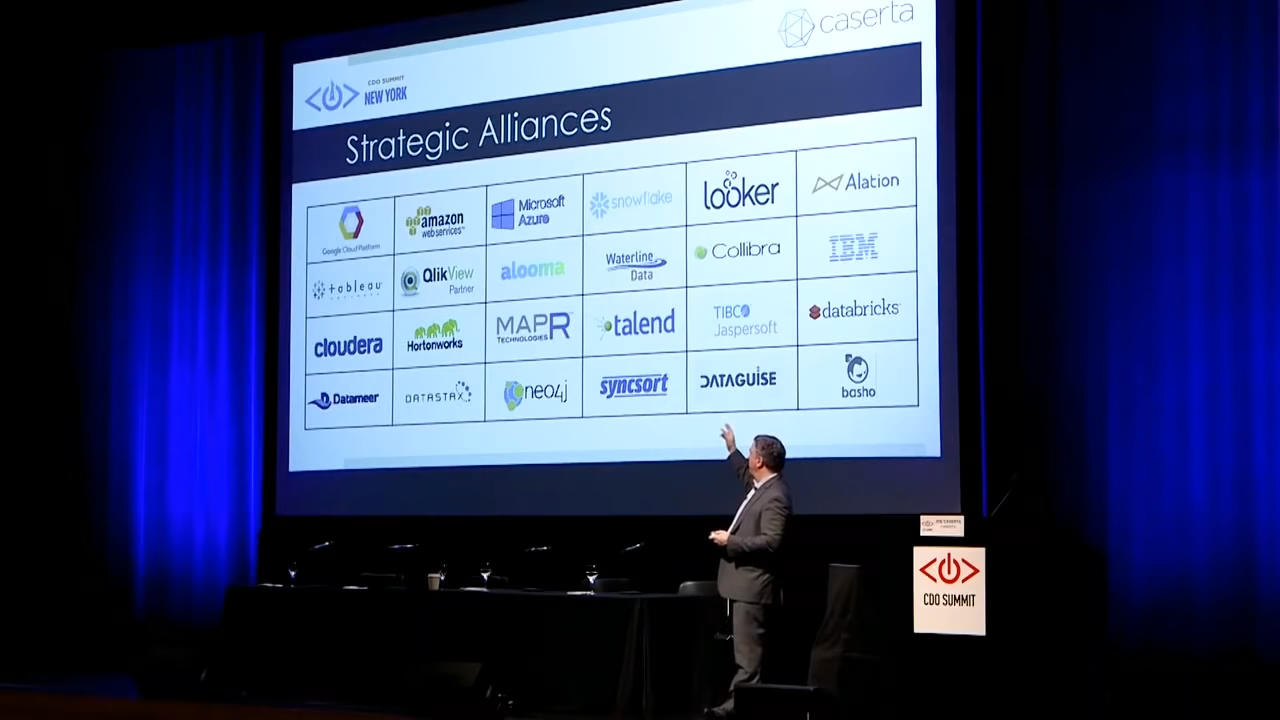 caserta
CDO SUMMIT
NEW YORK
Strategic Alliances
Google Cloud Platform
amazon
web services™
Microsoft
Azure
snowflake
looker
Alation
tableau
QlikView
Partner
alooma
Waterline
Data
Collibra
IBM
cloudera
Hortonworks
MAPR
TECHNOLOGIES
talend
TIBCO
Jaspersoft
databricks
Datameer
DATASTAX
neo4j
syncsort
DATAGUISE
basho
CDO SUMMIT